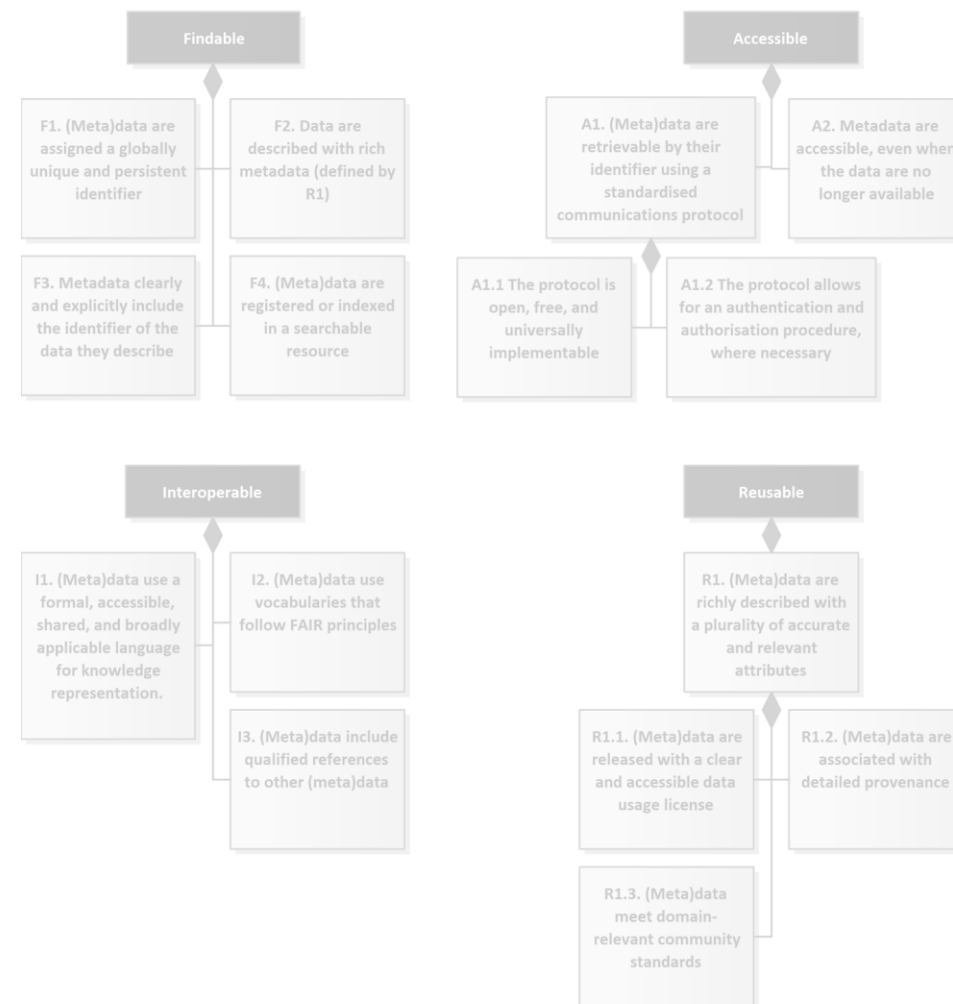 Findable
F1. (Meta)data are
assigned a globally
unique and persistent
identifier
F2. Data are
described with rich
metadata (defined by
R1)
F3. Metadata clearly
and explicitly include
the identifier of the
data they describe
F4. (Meta)data are
registered or indexed
in a searchable
resource
Accessible
A1. (Meta)data are
retrievable by their
identifier using a
standardised
communications protocol
A2. Metadata are
accessible, even when
the data are no
longer available
A1.1 The protocol is
open, free, and
universally
implementable
A1.2 The protocol allows
for an authentication and
authorisation procedure,
where necessary
Interoperable
I1. (Meta)data use a
formal, accessible,
shared, and broadly
applicable language
for knowledge
representation.
I2. (Meta)data use
vocabularies that
follow FAIR principles
I3. (Meta)data include
qualified references
to other (meta)data
Reusable
R1. (Meta)data are
richly described with
a plurality of accurate
and relevant
attributes
R1.1. (Meta)data are
released with a clear
and accessible data
usage license
R1.2. (Meta)data are
associated with
detailed provenance
R1.3. (Meta)data
meet domain-
relevant community
standards